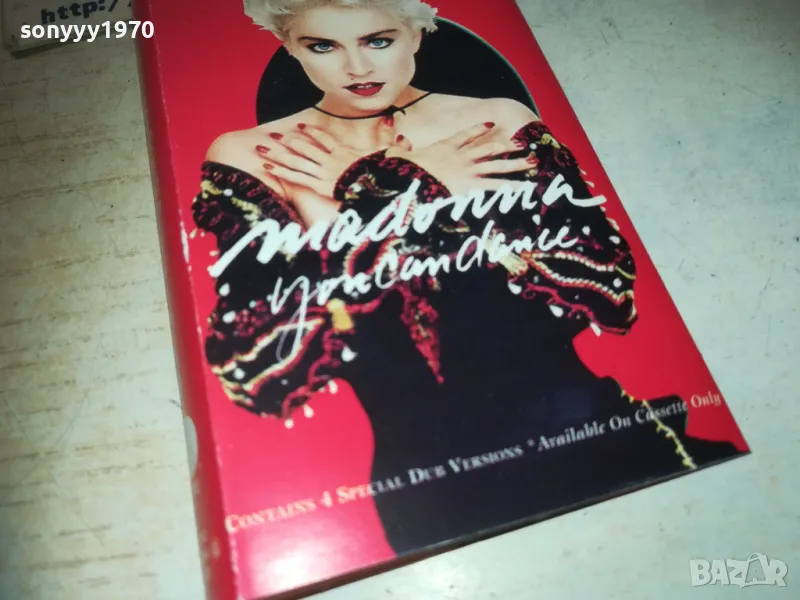 http:/
sonyyy1970
madonna
you can dance.
CONTAINS 4 SPECIAL DUB VERSIONS *Available On Cassette Only
BAZAR